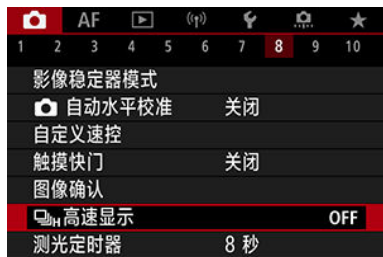 AF
1 2 3 4 5 6 7 8 9 10
影像稳定器模式
自动水平校准 关闭
自定义速控
触摸快门 关闭
图像确认
H高速显示 OFF
测光定时器 8 秒